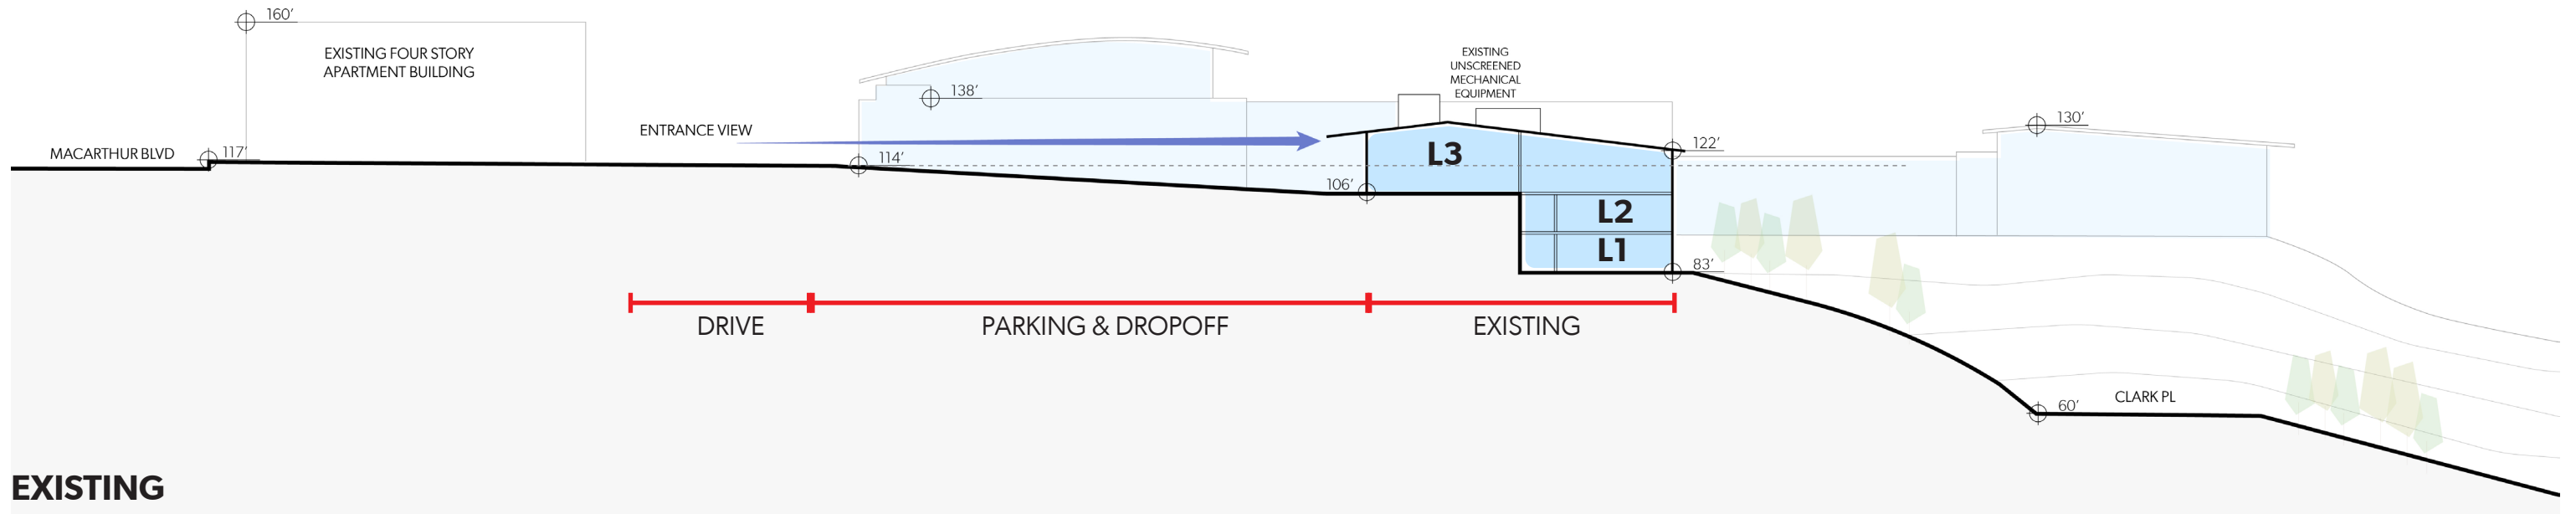 160’
EXISTING FOUR STORY
APARTMENT BUILDING
MACARTHUR BLVD
117’
ENTRANCE VIEW
138’
114’
EXISTING
UNSCREENED
MECHANICAL
EQUIPMENT
L3
106’
122’
130’
L2
L1
83’
DRIVE
PARKING & DROPOFF
EXISTING
60’
CLARK PL
EXISTING